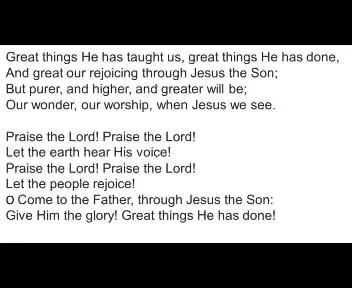 Great things He has taught us, great things He has done,
And great our rejoicing through Jesus the Son;
But purer, and higher, and greater will be;
Our wonder, our worship, when Jesus we see.

Praise the Lord! Praise the Lord!
Let the earth hear His voice!
Praise the Lord! Praise the Lord!
Let the people rejoice!
O Come to the Father, through Jesus the Son:
Give Him the glory! Great things He has done!